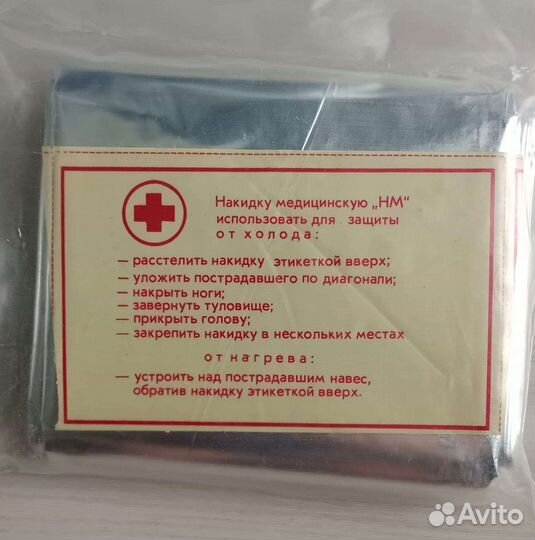 Накидку медицинскую „НМ"
использовать для защиты
от холода:
— расстелить накидку этикеткой вверх;
— уложить пострадавшего по диагонали;
— накрыть ноги;
— завернуть туловище;
— прикрыть голову;
— закрепить накидку в нескольких местах
от нагрева:
— устроить над пострадавшим навес,
обратив накидку этикеткой вверх.
Avito